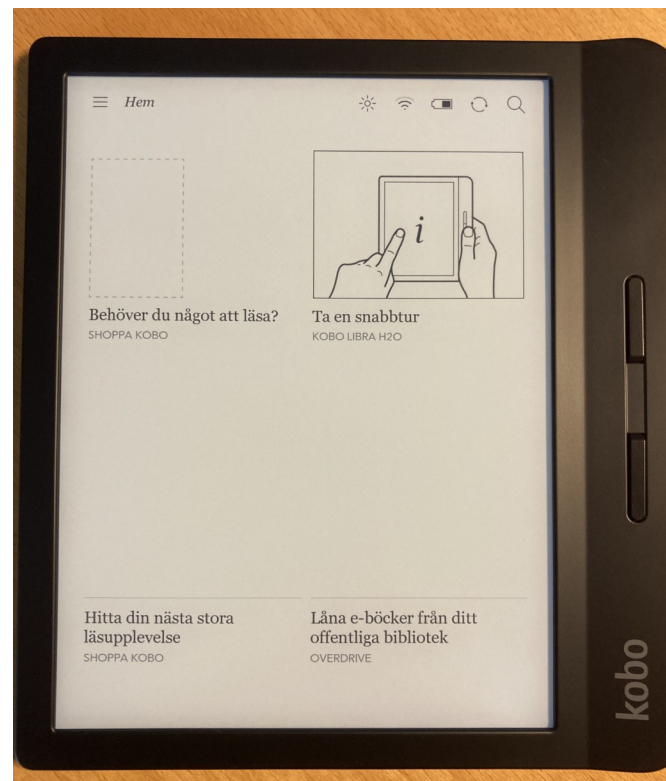 Hem
i
Behöver du något att läsa?
SHOPPA KOBO
Ta en snabbtur
KOBO LIBRA H2O
Hitta din nästa stora
läsupplevelse
SHOPPA KOBO
Låna e-böcker från ditt
offentliga bibliotek
OVERDRIVE
kobo